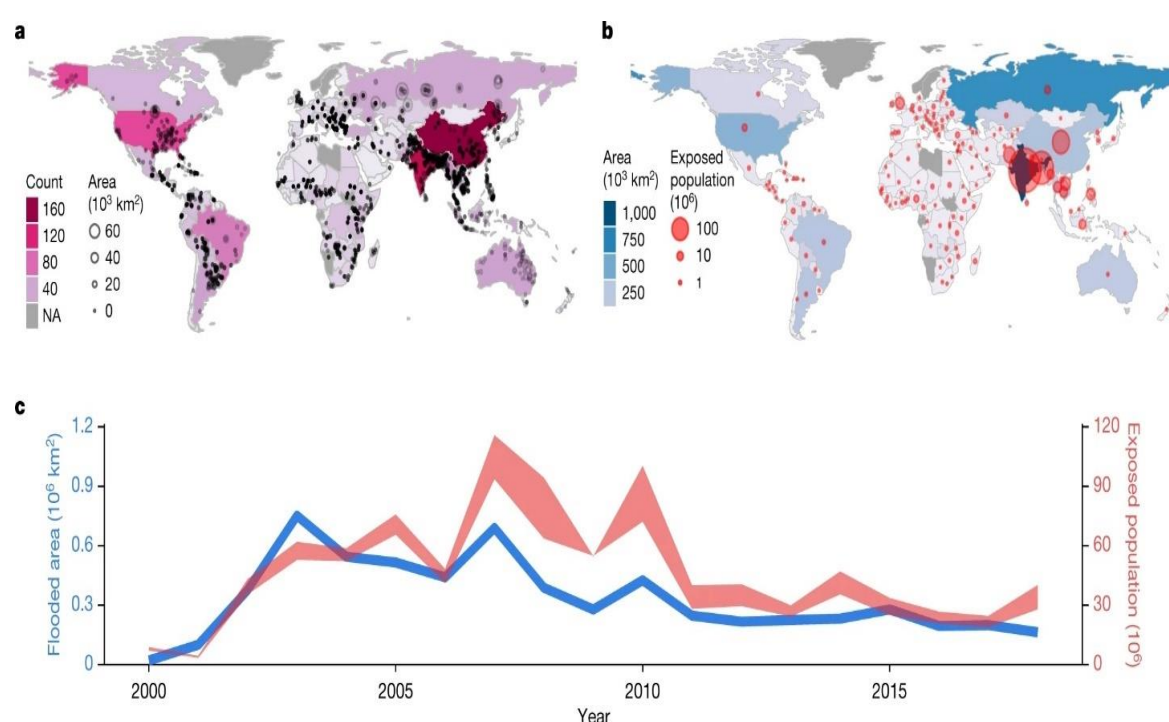 a
Count
160
120
80
40
NA
Area
(10³ km²)
60
40
20
0
b
Area
(10³ km²)
1,000
750
500
250
Exposed
population
(10⁶)
100
10
1
c
Flooded area (10⁶ km²)
1.2
0.9
0.6
0.3
0
120
90
60
30
0
Exposed population (10⁶)
2000 2005 2010 2015
Year